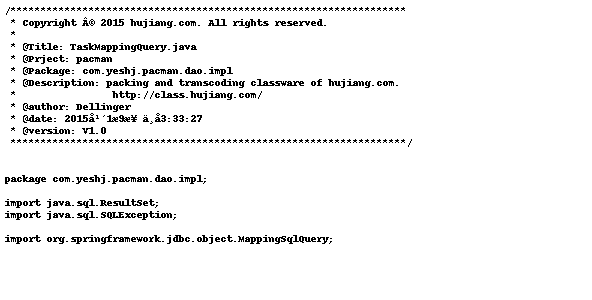 /******************************************************************
* Copyright Â© 2015 hujiang.com. All rights reserved.
*
* @Title: TaskMappingQuery.java
* @Prject: pacman
* @Package: com.yeshj.pacman.dao.impl
* @Description: packing and transcoding classware of hujiang.com.
* http://class.hujiang.com/
* @author: Dellinger
* @date: 2015å¹´1æ9æ¥ ä¸å3:33:27
* @version: V1.0
******************************************************************/
package com.yeshj.pacman.dao.impl;
import java.sql.ResultSet;
import java.sql.SQLException;
import org.springframework.jdbc.object.MappingSqlQuery;